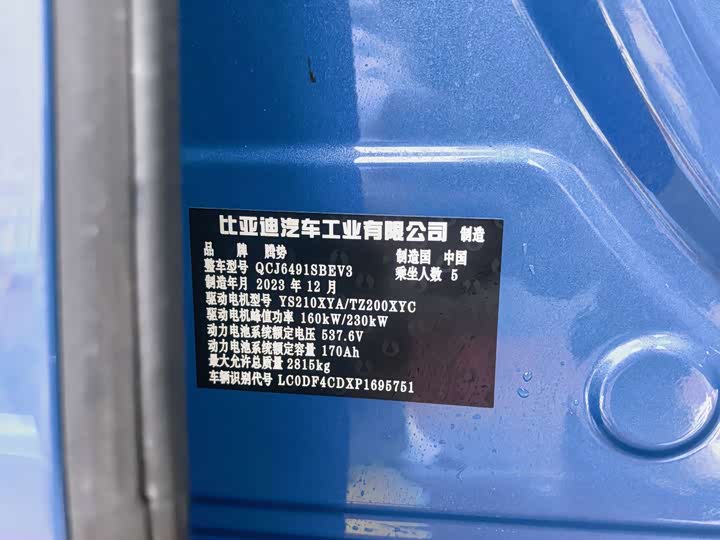 比亚迪汽车工业有限公司 制造
品 牌 腾势 制造国 中国
整车型号 QCJ6491SBEV3 乘坐人数 5
制造年月 2023 年 12 月
驱动电机型号 YS210XYA/TZ200XYC
驱动电机峰值功率 160kW/230kW
动力电池系统额定电压 537.6V
动力电池系统额定容量 170Ah
最大允许总质量 2815kg
车辆识别代号 LC0DF4CDXP1695751